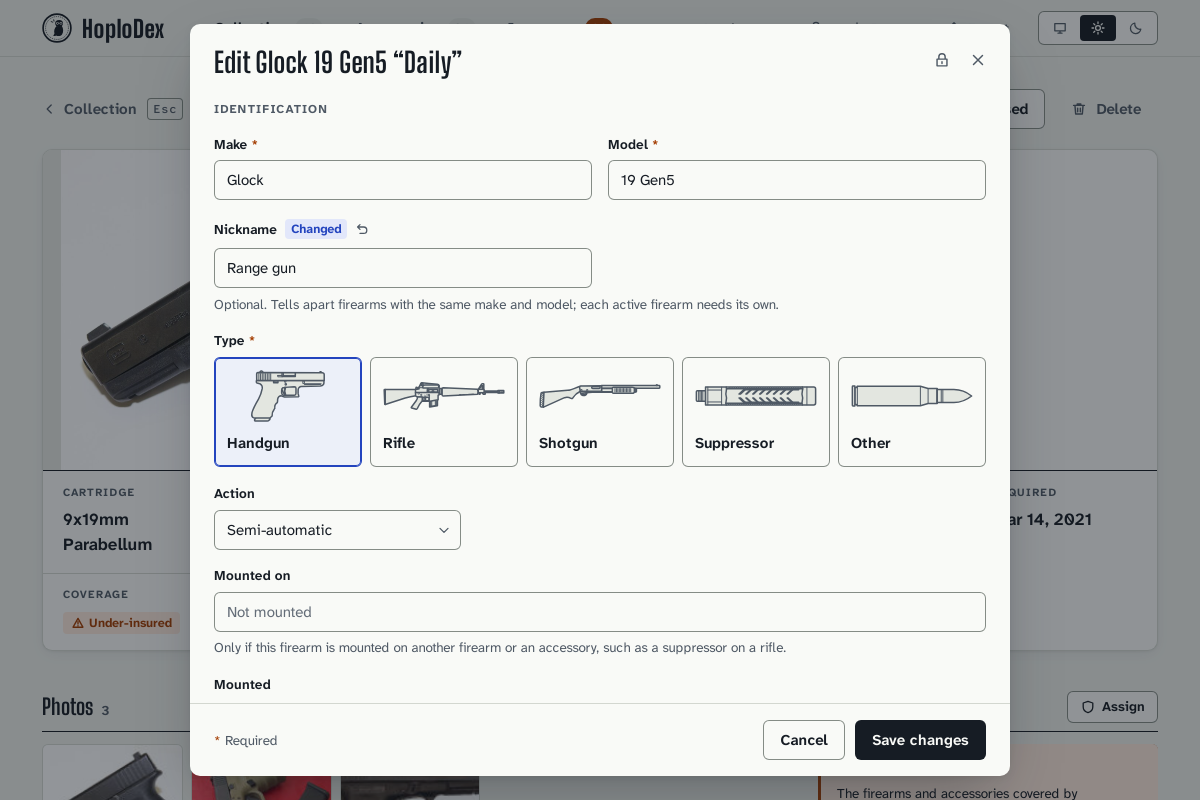 HoploDex
Edit Glock 19 Gen5 “Daily”
Collection Esc
Delete
IDENTIFICATION
Make *
Model *
Glock
19 Gen5
Nickname Changed
Range gun
Optional. Tells apart firearms with the same make and model; each active firearm needs its own.
Type *
Handgun
Rifle
Shotgun
Suppressor
Other
CARTRIDGE
9x19mm
Parabellum
Action
Semi-automatic
ar 14, 2021
Mounted on
Not mounted
COVERAGE
Under-insured
Only if this firearm is mounted on another firearm or an accessory, such as a suppressor on a rifle.
Mounted
Photos 3
Assign
* Required
Cancel
Save changes
The firearms and accessories covered by